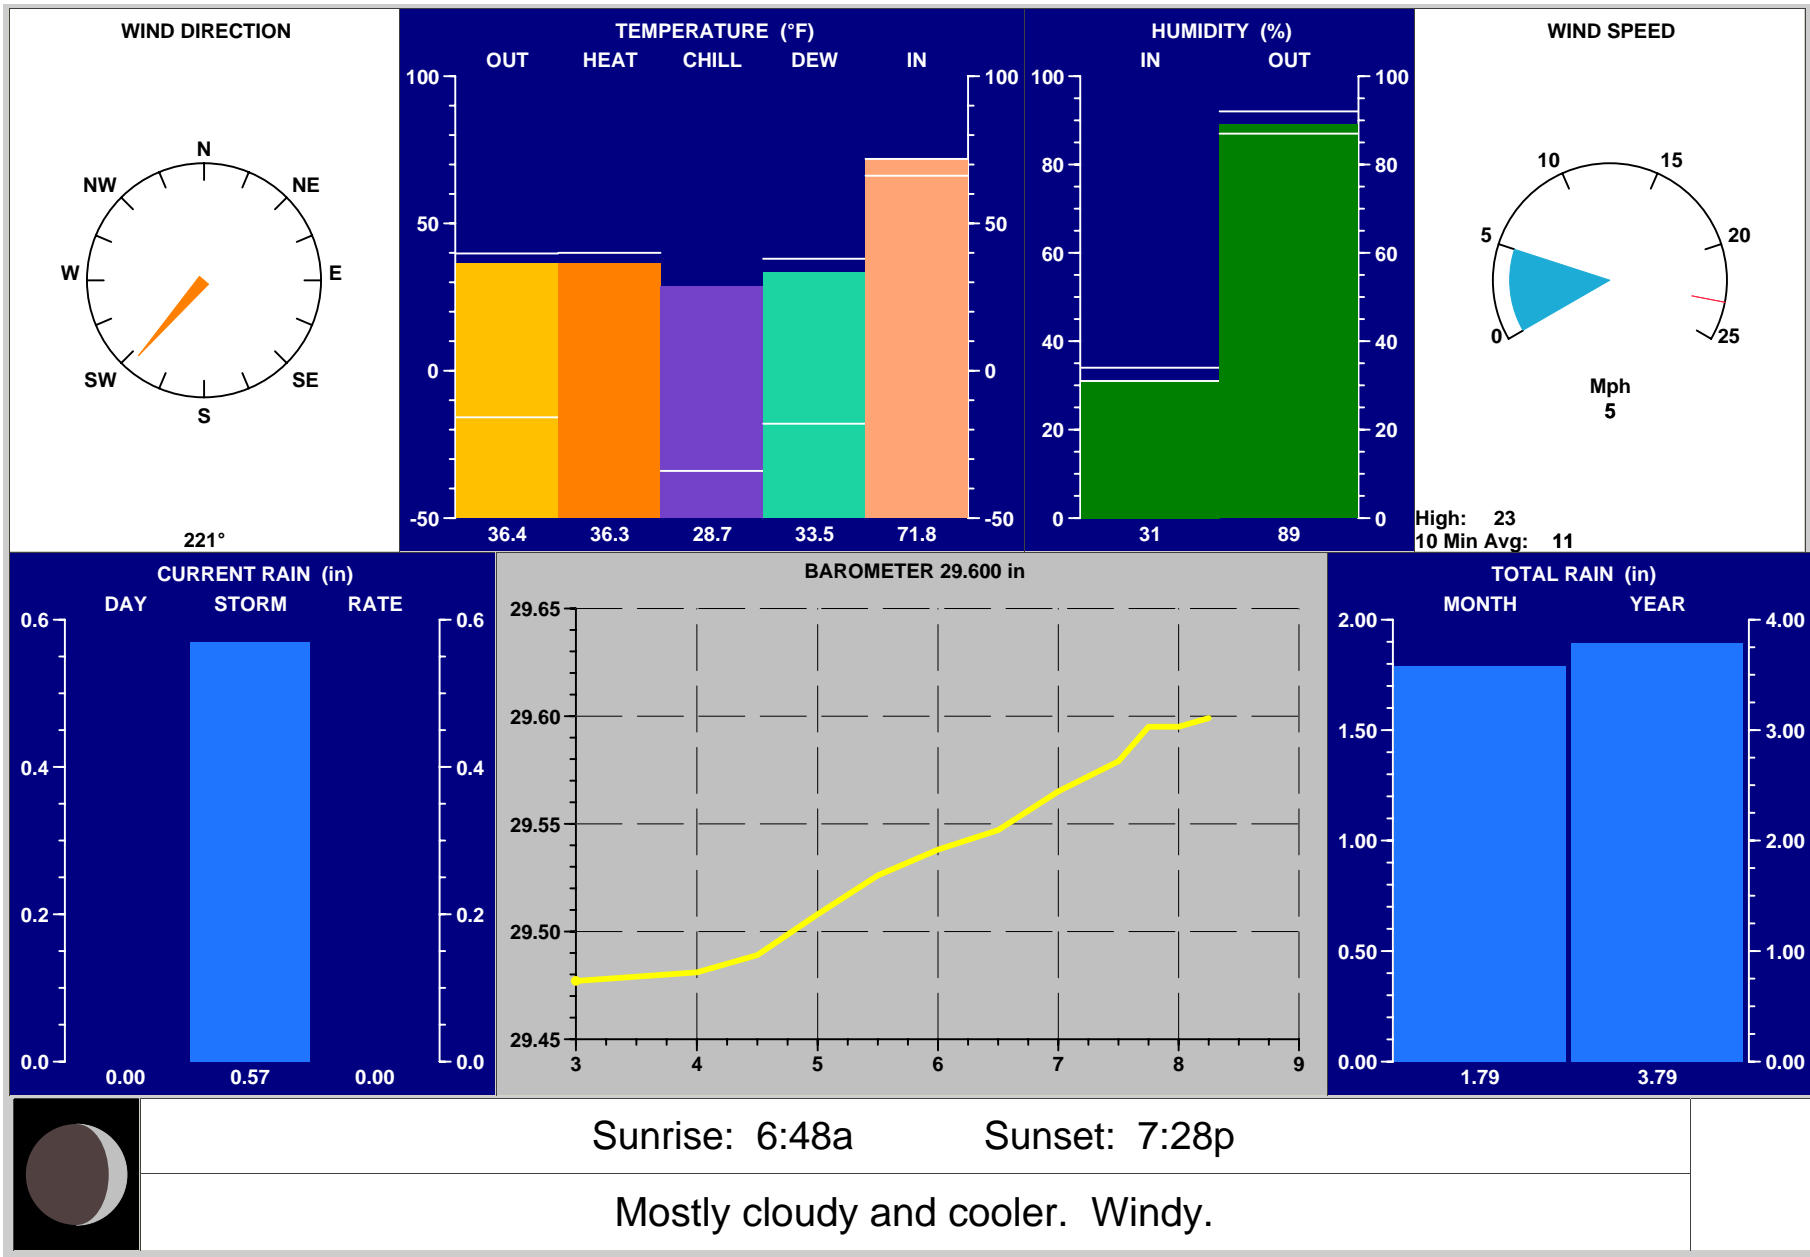 WIND DIRECTION
N
NW NE
W E
SW SE
S
221°
TEMPERATURE (°F)
OUT HEAT CHILL DEW IN
100 100
50 50
0 0
-50 -50
36.4 36.3 28.7 33.5 71.8
HUMIDITY (%)
IN OUT
100 100
80 80
60 60
40 40
20 20
0 0
31 89
WIND SPEED
10 15
5 20
0 25
Mph
5
High: 23
10 Min Avg: 11
CURRENT RAIN (in)
DAY STORM RATE
0.6 0.6
0.4 0.4
0.2 0.2
0.0 0.0
0.00 0.57 0.00
BAROMETER 29.600 in
29.65
29.60
29.55
29.50
29.45
3 4 5 6 7 8 9
TOTAL RAIN (in)
MONTH YEAR
2.00 4.00
1.50 3.00
1.00 2.00
0.50 1.00
0.00 0.00
1.79 3.79
Sunrise: 6:48a Sunset: 7:28p
Mostly cloudy and cooler. Windy.